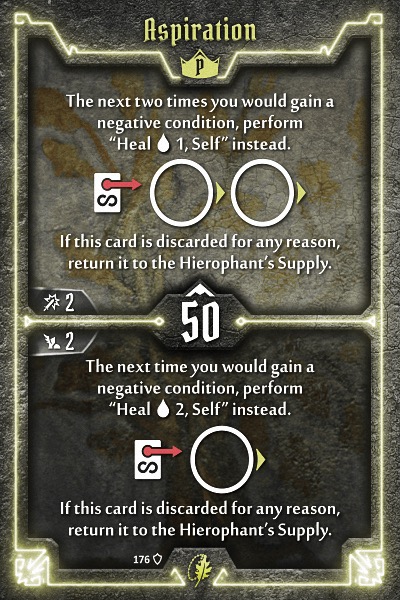 Aspiration
P
The next two times you would gain a
negative condition, perform
“Heal 1, Self” instead.
S
If this card is discarded for any reason,
return it to the Hierophant’s Supply.
2
50
2
The next time you would gain a
negative condition, perform
“Heal 2, Self” instead.
S
If this card is discarded for any reason,
return it to the Hierophant’s Supply.
176